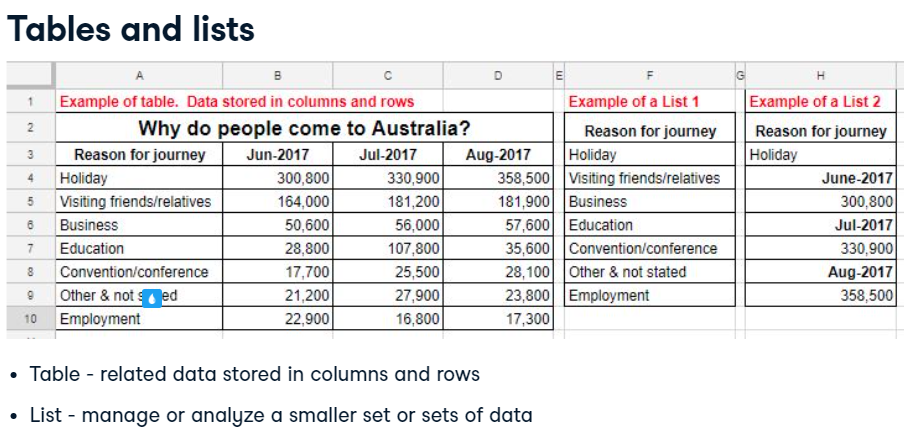 Tables and lists
A B C D E F G H
1 Example of table. Data stored in columns and rows Example of a List 1 Example of a List 2
2 Why do people come to Australia? Reason for journey Reason for journey
3 Reason for journey Jun-2017 Jul-2017 Aug-2017 Holiday Holiday
4 Holiday 300,800 330,900 358,500 Visiting friends/relatives June-2017
5 Visiting friends/relatives 164,000 181,200 181,900 Business 300,800
6 Business 50,600 56,000 57,600 Education Jul-2017
7 Education 28,800 107,800 35,600 Convention/conference 330,900
8 Convention/conference 17,700 25,500 28,100 Other & not stated Aug-2017
9 Other & not s ed 21,200 27,900 23,800 Employment 358,500
10 Employment 22,900 16,800 17,300
• Table - related data stored in columns and rows
• List - manage or analyze a smaller set or sets of data